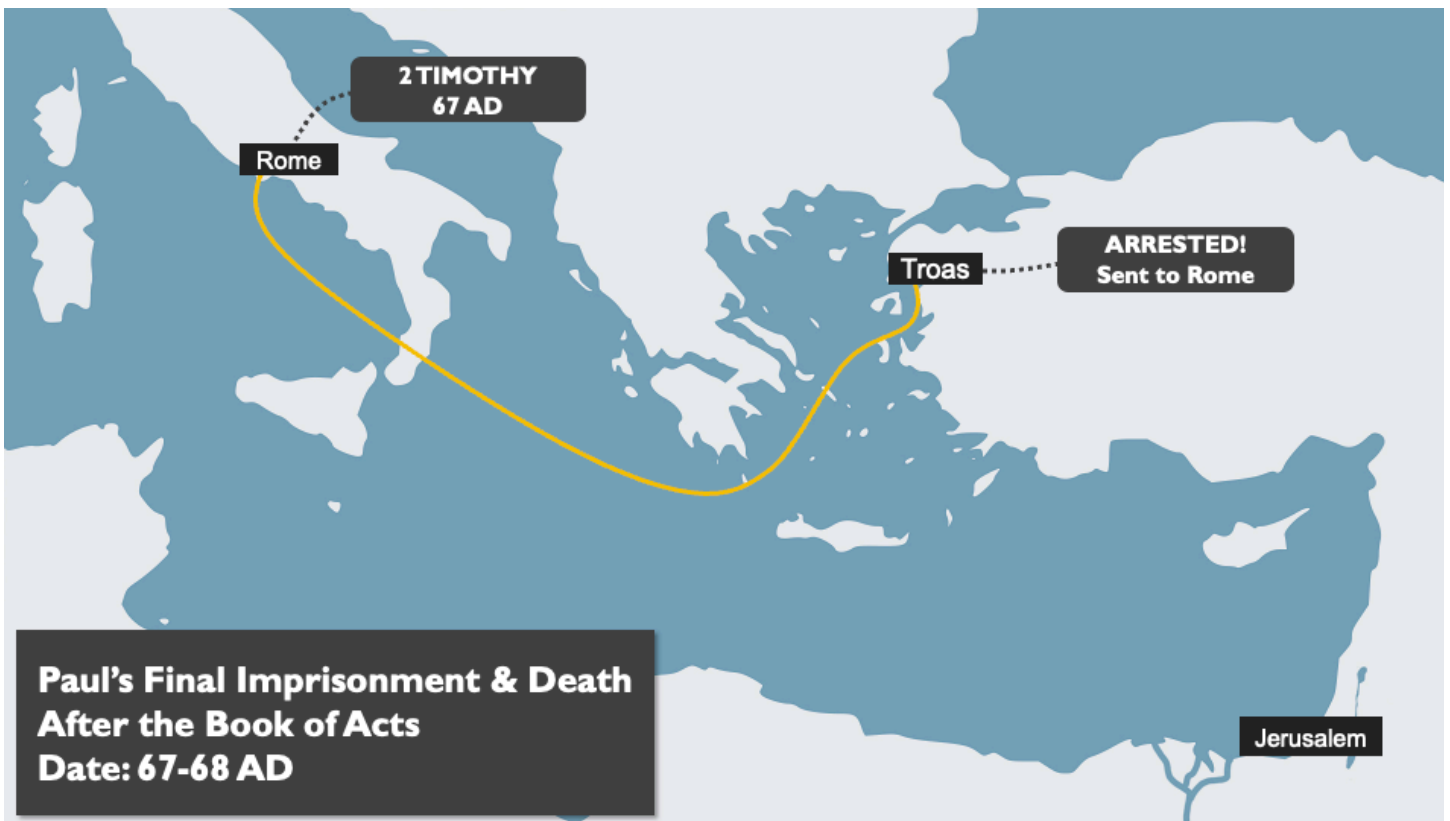 2 TIMOTHY
67 AD
Rome
ARRESTED!
Sent to Rome
Troas
Paul’s Final Imprisonment & Death
After the Book of Acts
Date: 67-68 AD
Jerusalem